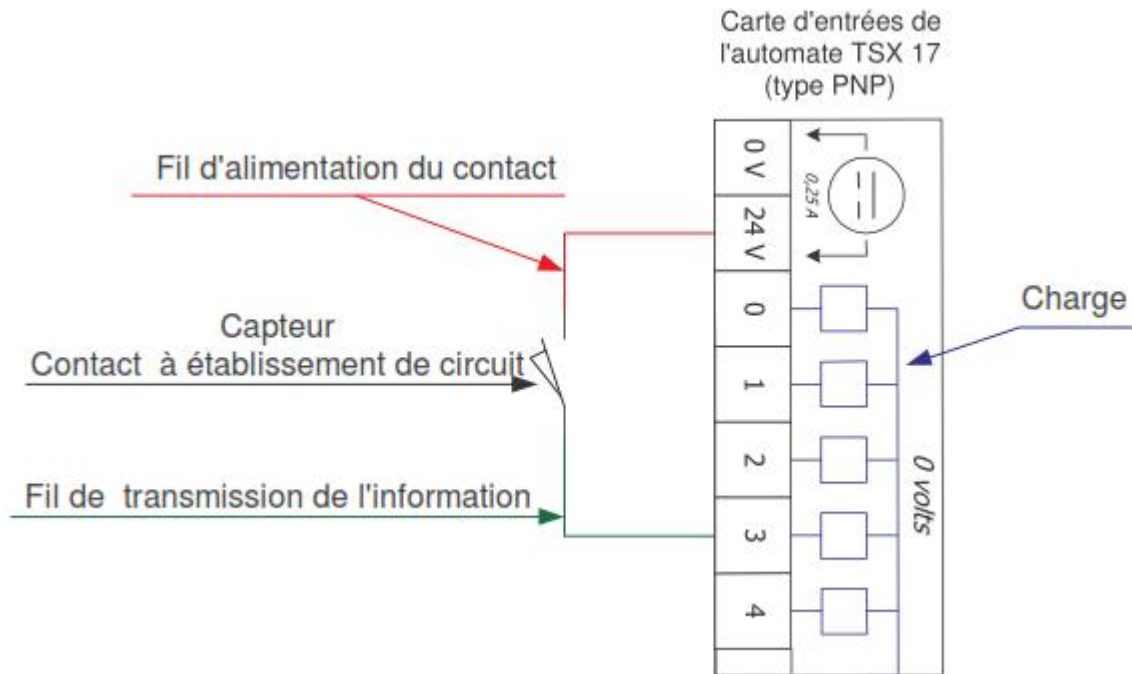 Carte d'entrées de
l'automate TSX 17
(type PNP)
Fil d'alimentation du contact
0 V
0,25 A
24 V
0
Charge
Capteur
Contact à établissement de circuit
1
2
0 volts
Fil de transmission de l'information
3
4